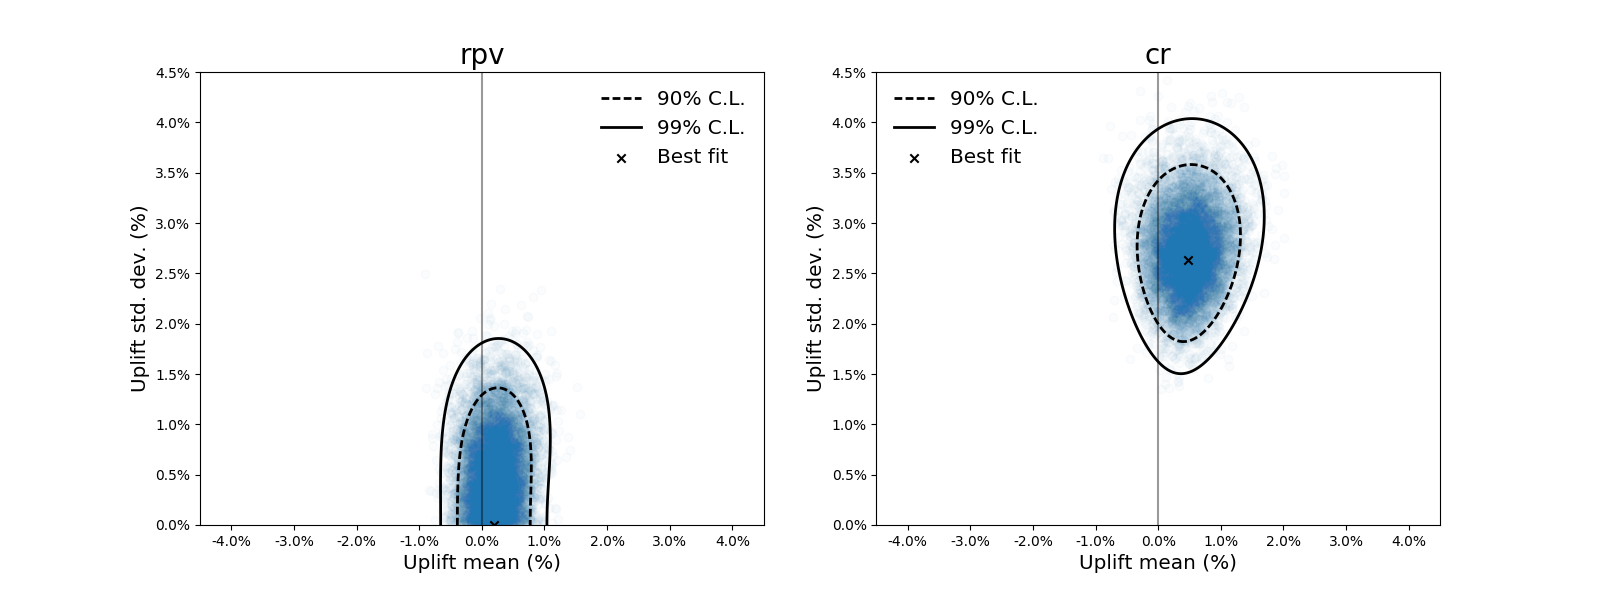 rpv
4.5%
4.0%
3.5%
3.0%
2.5%
2.0%
1.5%
1.0%
0.5%
0.0%
Uplift std. dev. (%)
90% C.L.
99% C.L.
Best fit
-4.0% -3.0% -2.0% -1.0% 0.0% 1.0% 2.0% 3.0% 4.0%
Uplift mean (%)
cr
4.5%
4.0%
3.5%
3.0%
2.5%
2.0%
1.5%
1.0%
0.5%
0.0%
Uplift std. dev. (%)
90% C.L.
99% C.L.
Best fit
-4.0% -3.0% -2.0% -1.0% 0.0% 1.0% 2.0% 3.0% 4.0%
Uplift mean (%)